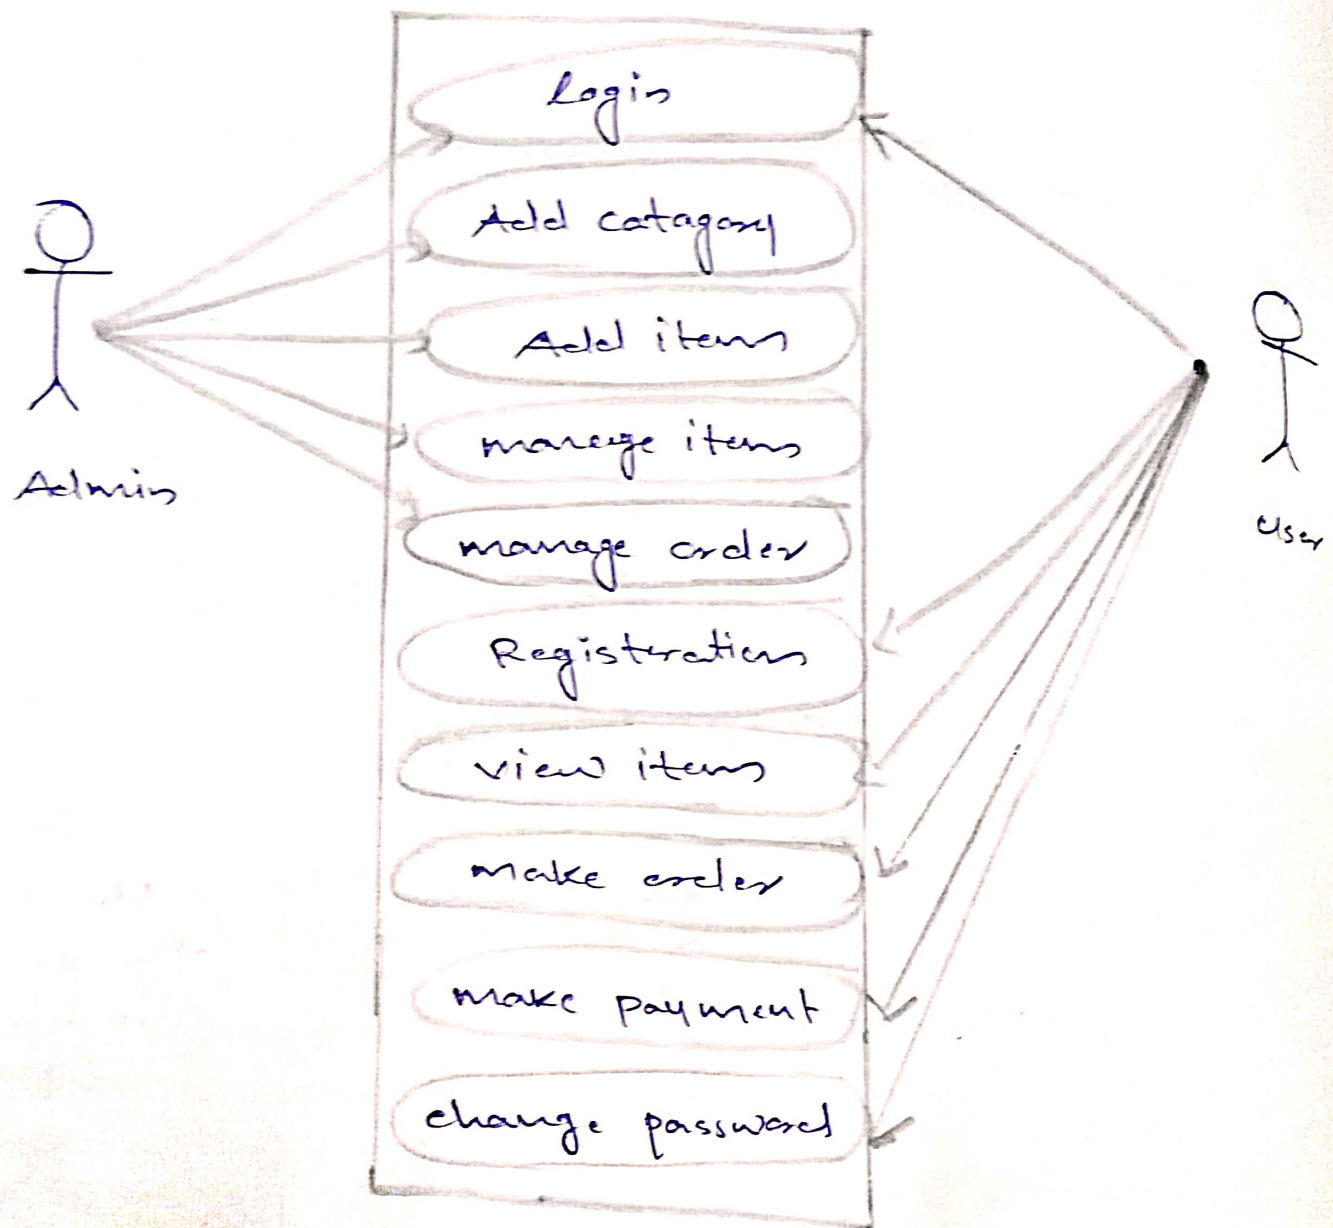 Login
Add catagory
Add items
manage items
Admin
manage order
User
Registeration
view items
make order
make payment
change password